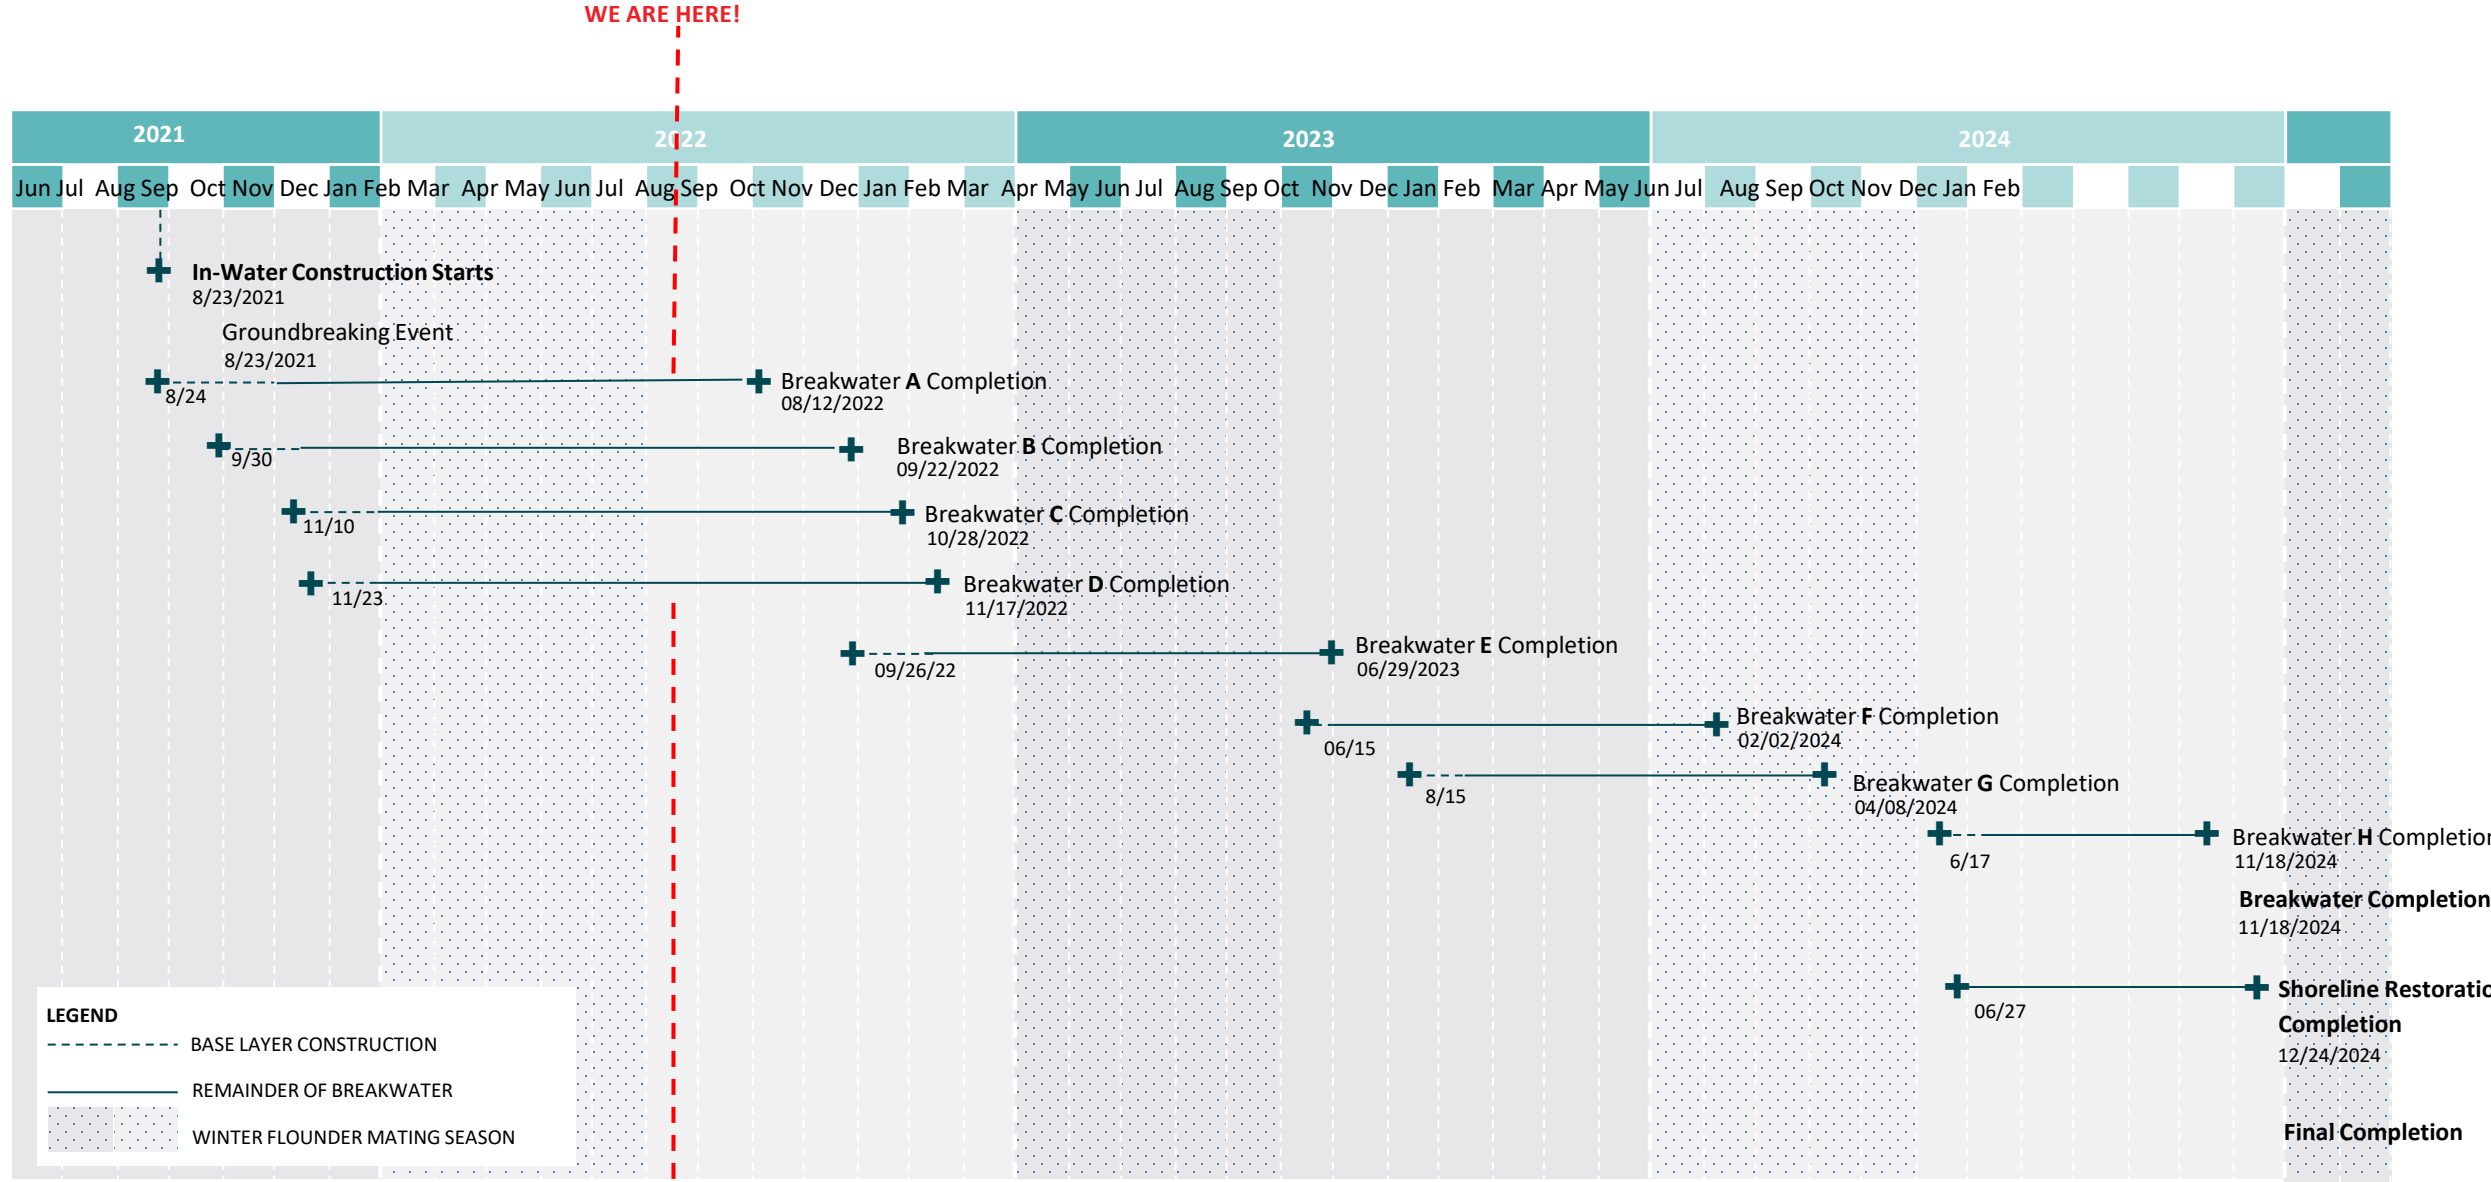 WE ARE HERE!
2021 2022 2023 2024
Jun Jul Aug Sep Oct Nov Dec Jan Feb Mar Apr May Jun Jul Aug Sep Oct Nov Dec Jan Feb Mar Apr May Jun Jul Aug Sep Oct Nov Dec Jan Feb Mar Apr May Jun Jul Aug Sep Oct Nov Dec Jan Feb
In-Water Construction Starts
8/23/2021
Groundbreaking Event
8/23/2021
8/24
Breakwater A Completion
08/12/2022
9/30
Breakwater B Completion
09/22/2022
11/10
Breakwater C Completion
10/28/2022
11/23
Breakwater D Completion
11/17/2022
09/26/22
Breakwater E Completion
06/29/2023
06/15
Breakwater F Completion
02/02/2024
8/15
Breakwater G Completion
04/08/2024
6/17
Breakwater H Completion
11/18/2024
Breakwater Completion
11/18/2024
06/27
Shoreline Restoratio
Completion
12/24/2024
Final Completion
LEGEND
BASE LAYER CONSTRUCTION
REMAINDER OF BREAKWATER
WINTER FLOUNDER MATING SEASON